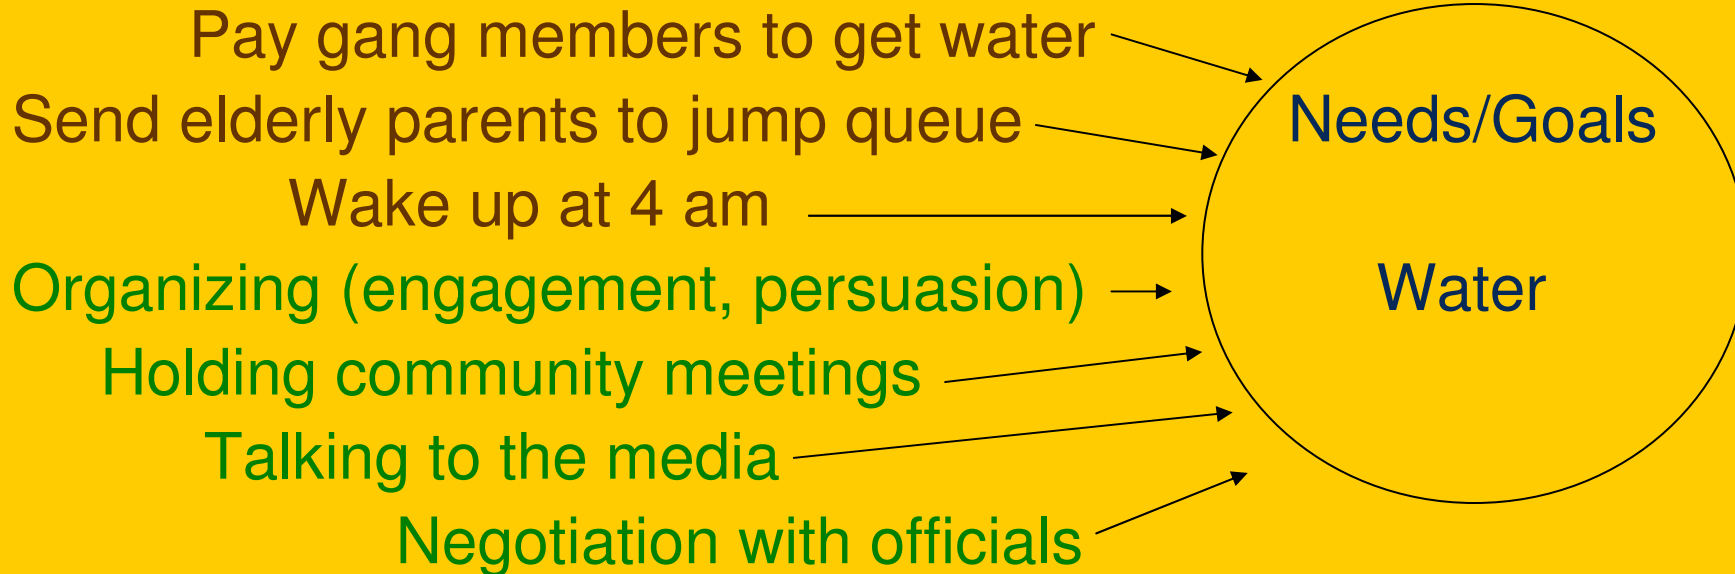 Pay gang members to get water
Send elderly parents to jump queue
Needs/Goals
Wake up at 4 am
Organizing (engagement, persuasion)
Water
Holding community meetings
Talking to the media
Negotiation with officials